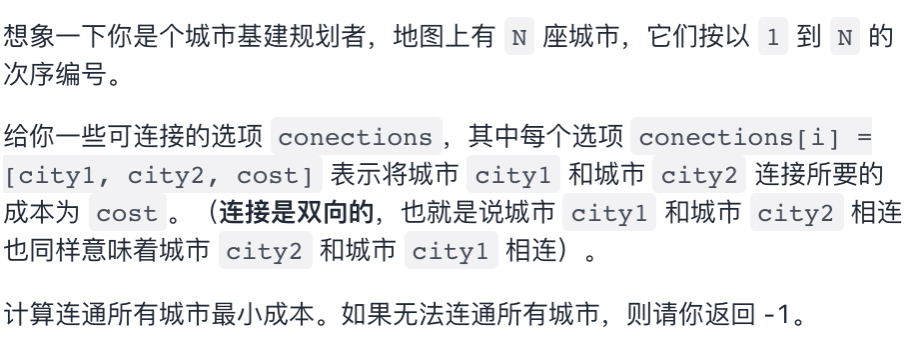 想象一下你是个城市基建规划者，地图上有 N 座城市，它们按以 1 到 N 的
次序编号。
给你一些可连接的选项 conections，其中每个选项 conections[i] =
[city1, city2, cost] 表示将城市 city1 和城市 city2 连接所要的
成本为 cost。（连接是双向的，也就是说城市 city1 和城市 city2 相连
也同样意味着城市 city2 和城市 city1 相连）。
计算连通所有城市最小成本。如果无法连通所有城市，则请你返回 -1。